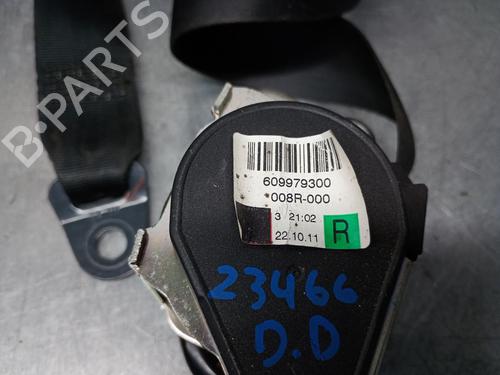 B-PARTS
609979300
008R-000
3 21:02
22.10.11 R
23466
D.D